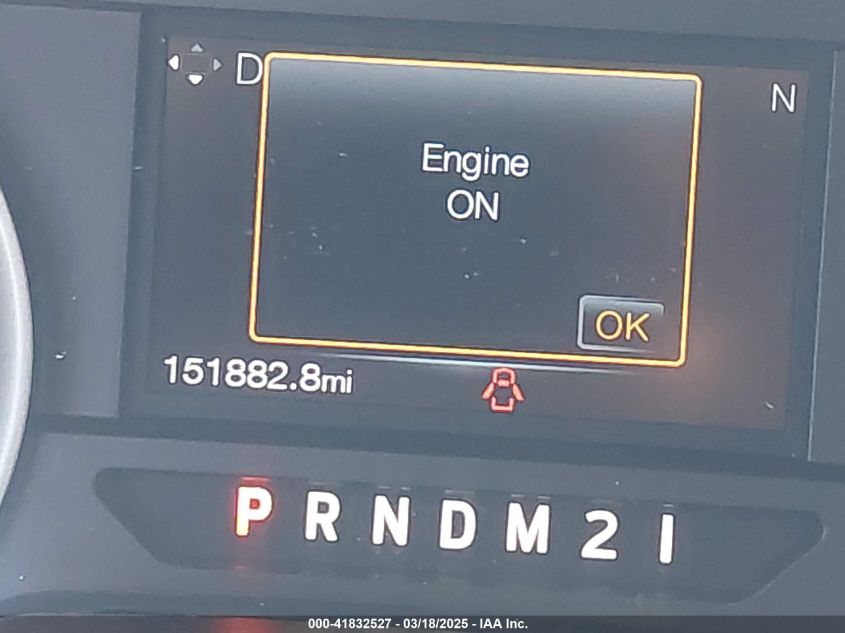 D
N
Engine
ON
OK
151882.8mi
P R N D M 2 1
000-41832527 - 03/18/2025 - IAA Inc.